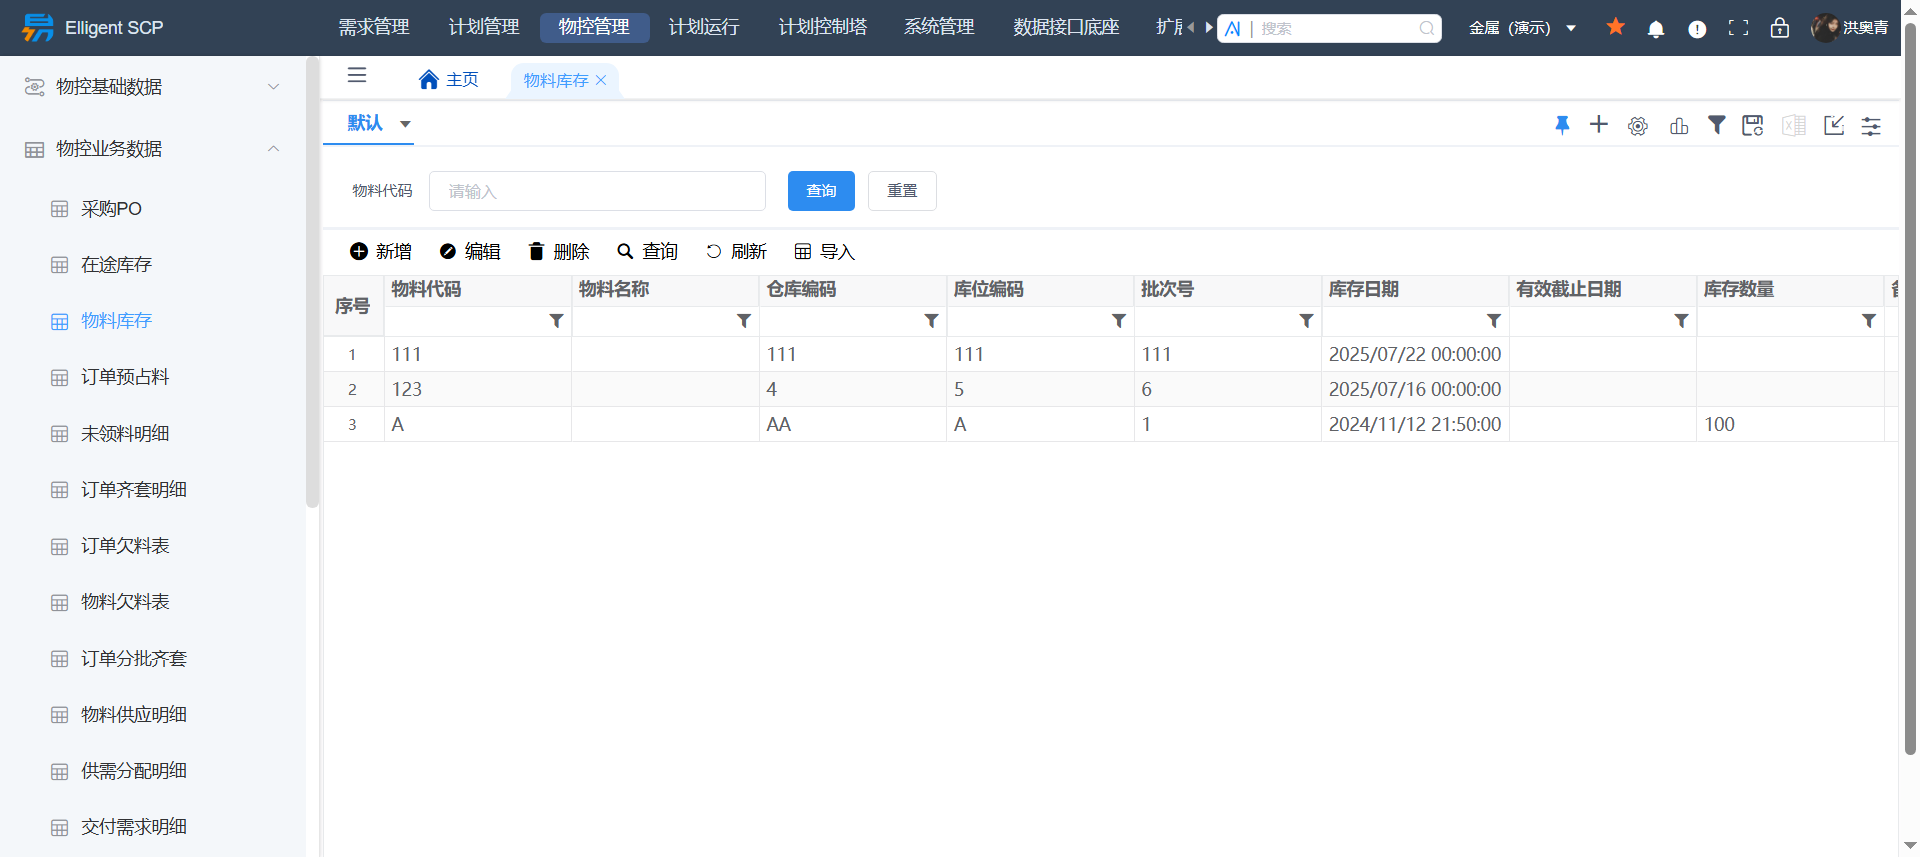 Elligent SCP
需求管理
计划管理
物控管理
计划运行
计划控制塔
系统管理
数据接口底座
搜索
金属（演示）
洪奥青
物控基础数据
物控业务数据
采购PO
在途库存
物料库存
订单预占料
未领料明细
订单齐套明细
订单欠料表
物料欠料表
订单分批齐套
物料供应明细
供需分配明细
交付需求明细
主页
物料库存
默认
物料代码
请输入
查询
重置
新增
编辑
删除
查询
刷新
导入
序号 物料代码 物料名称 仓库编码 库位编码 批次号 库存日期 有效截止日期 库存数量
1 111 111 111 111 2025/07/22 00:00:00
2 123 4 5 6 2025/07/16 00:00:00
3 A AA A 1 2024/11/12 21:50:00 100